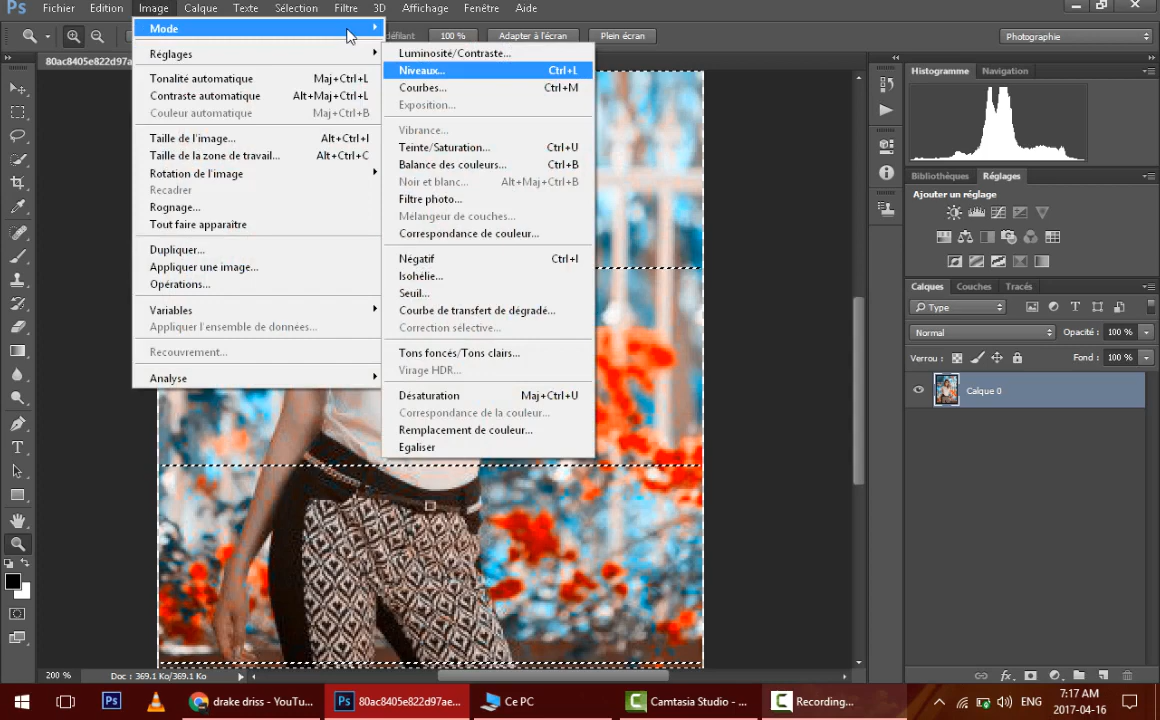 Ps Fichier Edition Image Calque Texte Sélection Filtre 3D Affichage Fenêtre Aide
100 % Adapter à l'écran Plein écran Photographie
80ac8405e822d97a
Mode
Réglages
Tonalité automatique Maj+Ctrl+L
Contraste automatique Alt+Maj+Ctrl+L
Couleur automatique Maj+Ctrl+B
Taille de l'image... Alt+Ctrl+I
Taille de la zone de travail... Alt+Ctrl+C
Rotation de l'image
Recadrer
Rognage...
Tout faire apparaitre
Dupliquer...
Appliquer une image...
Opérations...
Variables
Appliquer l'ensemble de données...
Recouvrement...
Analyse
Luminosité/Contraste...
Niveaux... Ctrl+L
Courbes... Ctrl+M
Exposition...
Vibrance...
Teinte/Saturation... Ctrl+U
Balance des couleurs... Ctrl+B
Noir et blanc... Alt+Maj+Ctrl+B
Filtre photo...
Mélangeur de couches...
Correspondance de couleur...
Négatif Ctrl+I
Isohélie...
Seuil...
Courbe de transfert de dégradé...
Correction sélective...
Tons foncés/Tons clairs...
Virage HDR...
Désaturation Maj+Ctrl+U
Correspondance de la couleur...
Remplacement de couleur...
Egaliser
Histogramme Navigation
Bibliothèques Réglages
Ajouter un réglage
Calques Couches Tracés
Type
Normal Opacité : 100 %
Verrou : Fond : 100 %
Calque 0
200 % Doc : 369.1 Ko/369.1 Ko
drake driss - YouTu... 80ac8405e822d97ae... Ce PC Camtasia Studio - ... Recording... ENG 7:17 AM
2017-04-16